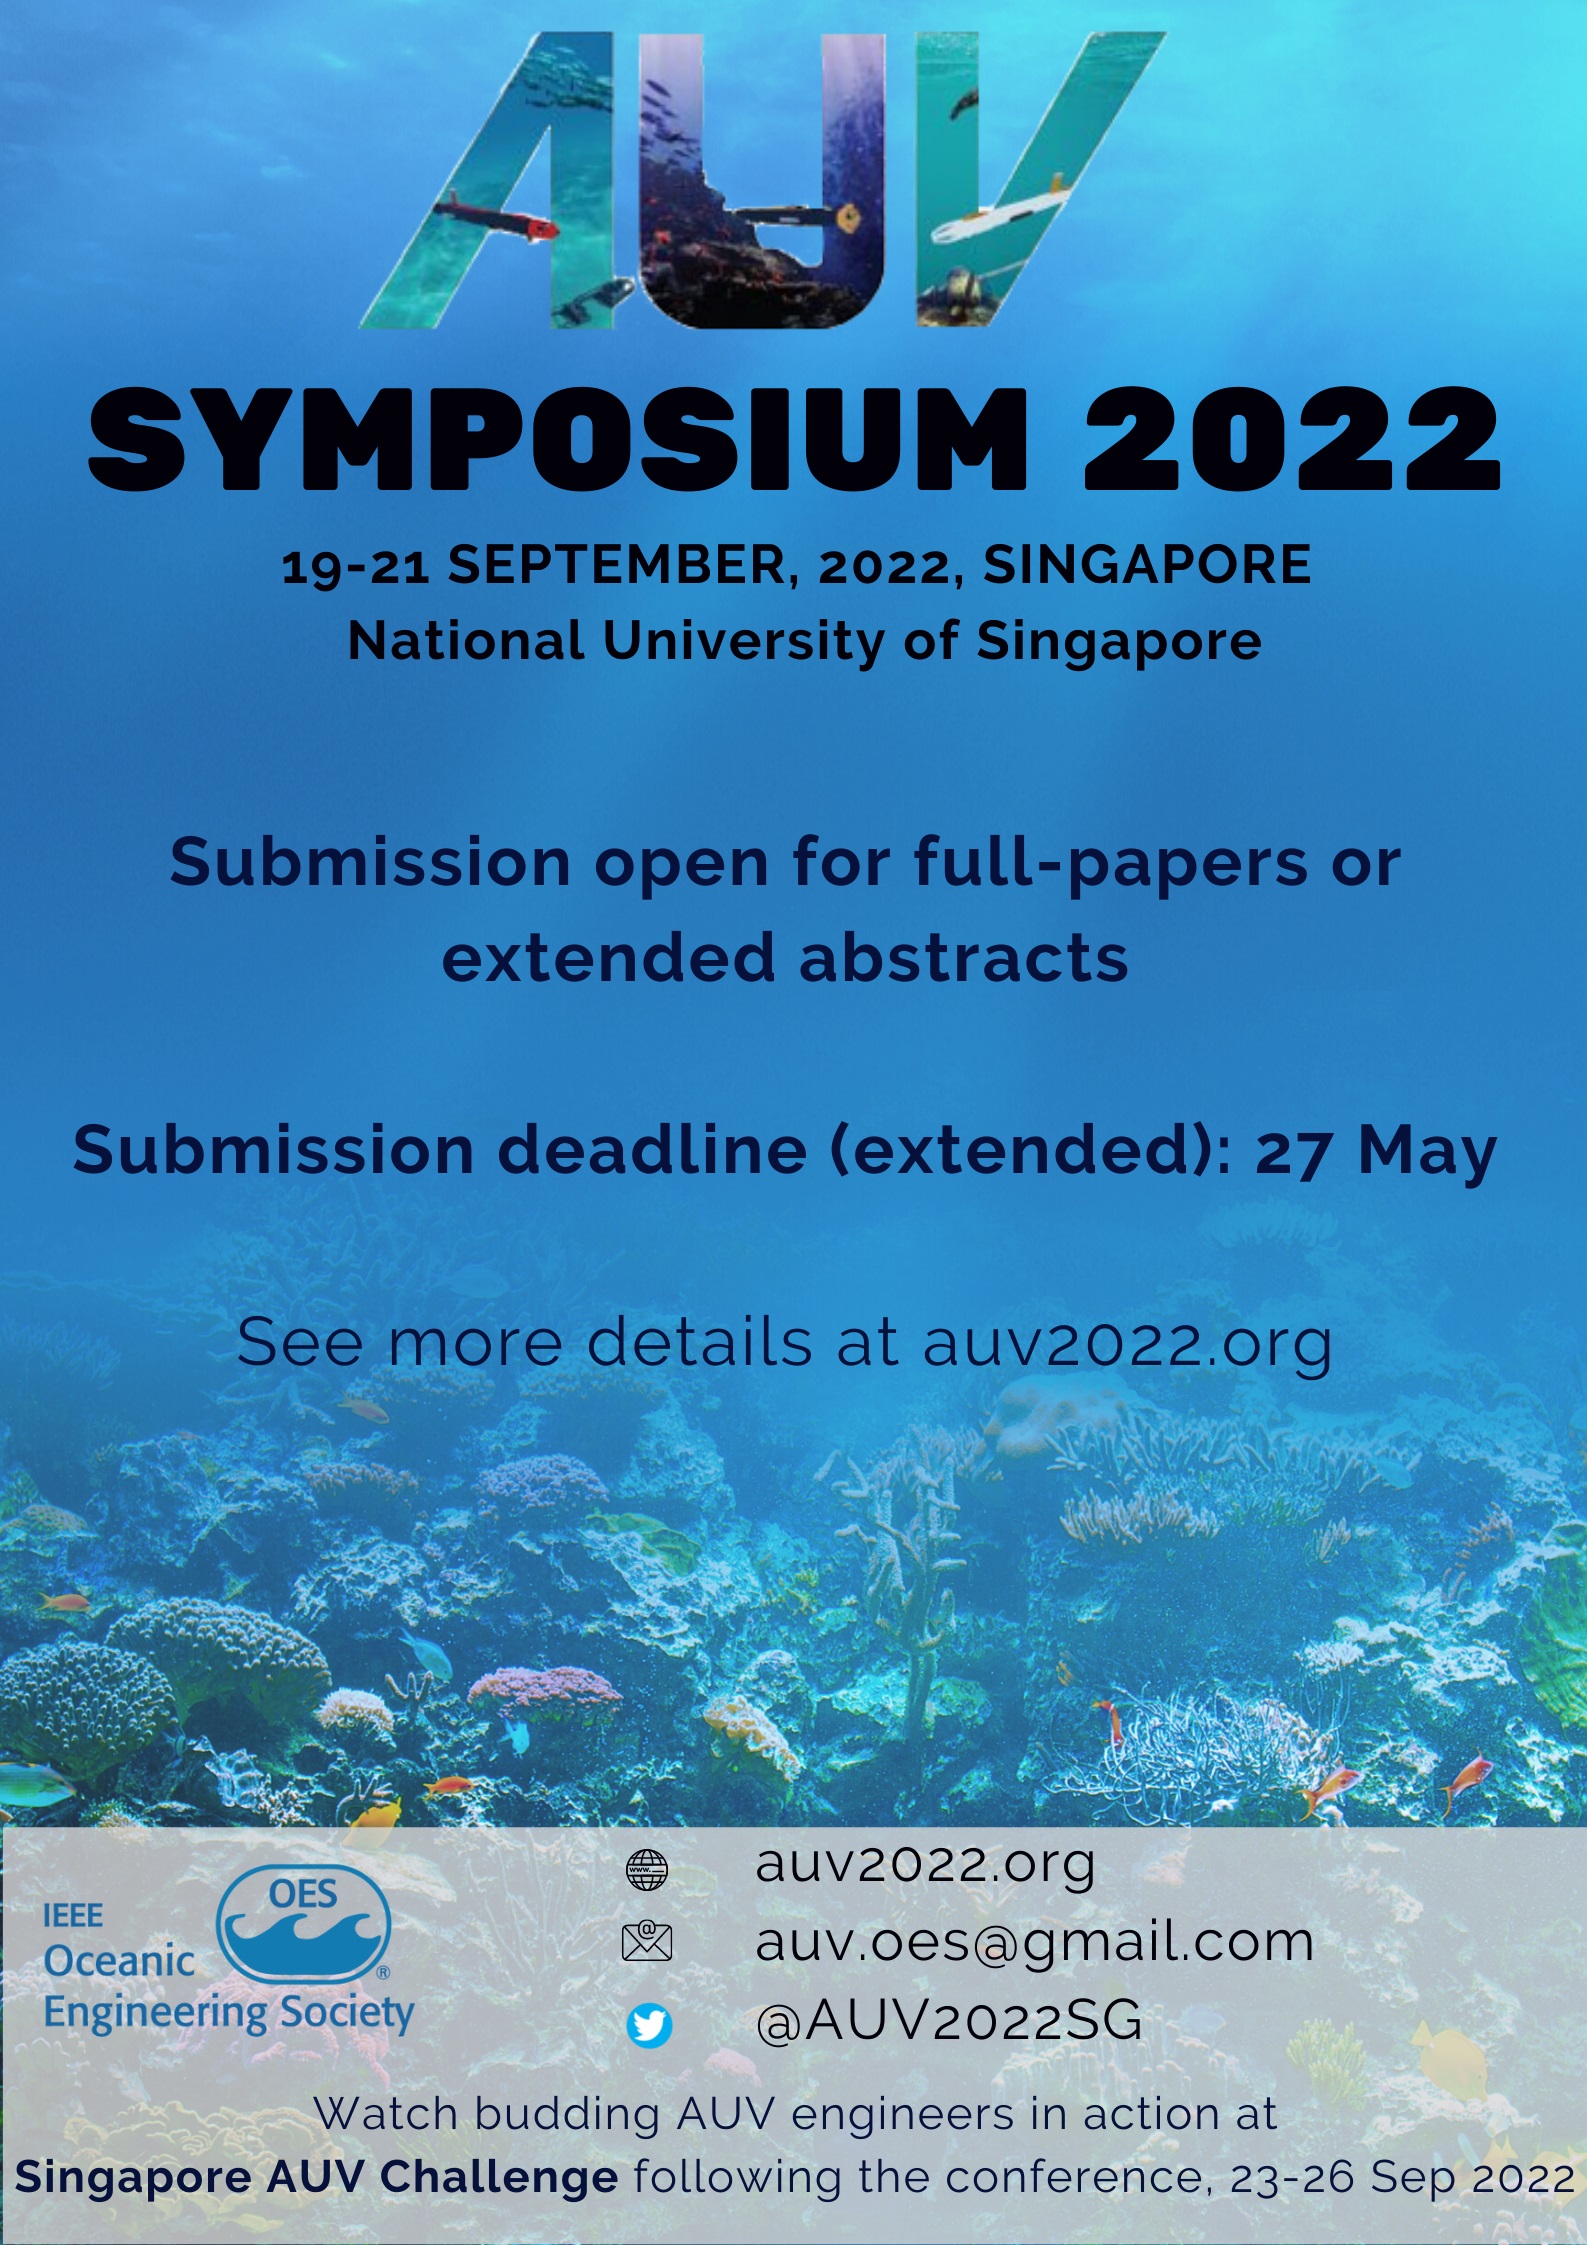 AUV
SYMPOSIUM 2022
19-21 SEPTEMBER, 2022, SINGAPORE
National University of Singapore
Submission open for full-papers or
extended abstracts
Submission deadline (extended): 27 May
See more details at auv2022.org
OES
IEEE
Oceanic
®
Engineering Society
www.
auv2022.org
@
auv.oes@gmail.com
@AUV2022SG
Watch budding AUV engineers in action at
Singapore AUV Challenge following the conference, 23-26 Sep 2022